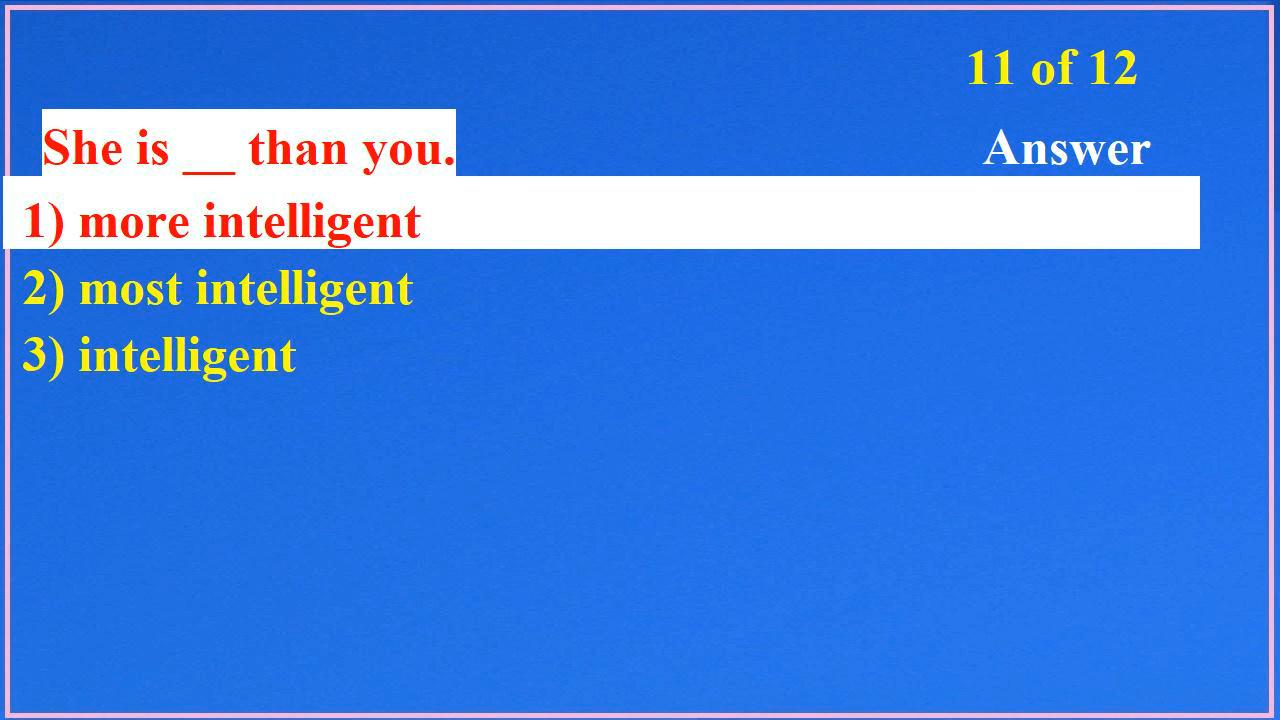 11 of 12
She is __ than you.
Answer
1) more intelligent
2) most intelligent
3) intelligent